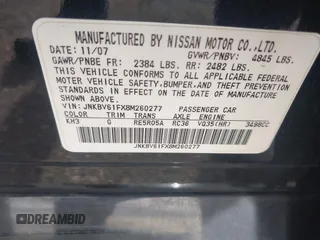 MANUFACTURED BY NISSAN MOTOR CO.,LTD.
DATE: 11/07 GVWR/PNBV: 4845 LBS.
GAWR/PNBE FR: 2384 LBS. RR: 2482 LBS.
THIS VEHICLE CONFORMS TO ALL APPLICABLE FEDERAL
MOTOR VEHICLE SAFETY, BUMPER, AND THEFT PREVENTION
STANDARDS IN EFFECT ON THE DATE OF MANUFACTURE
SHOWN ABOVE.
VIN: JNKBV61FX8M260277 PASSENGER CAR
COLOR TRIM TRANS AXLE ENGINE
KH3 G RE5R05A RC36 VQ35(HR) 3498CC
JNKBV61FX8M260277
DREAMBID